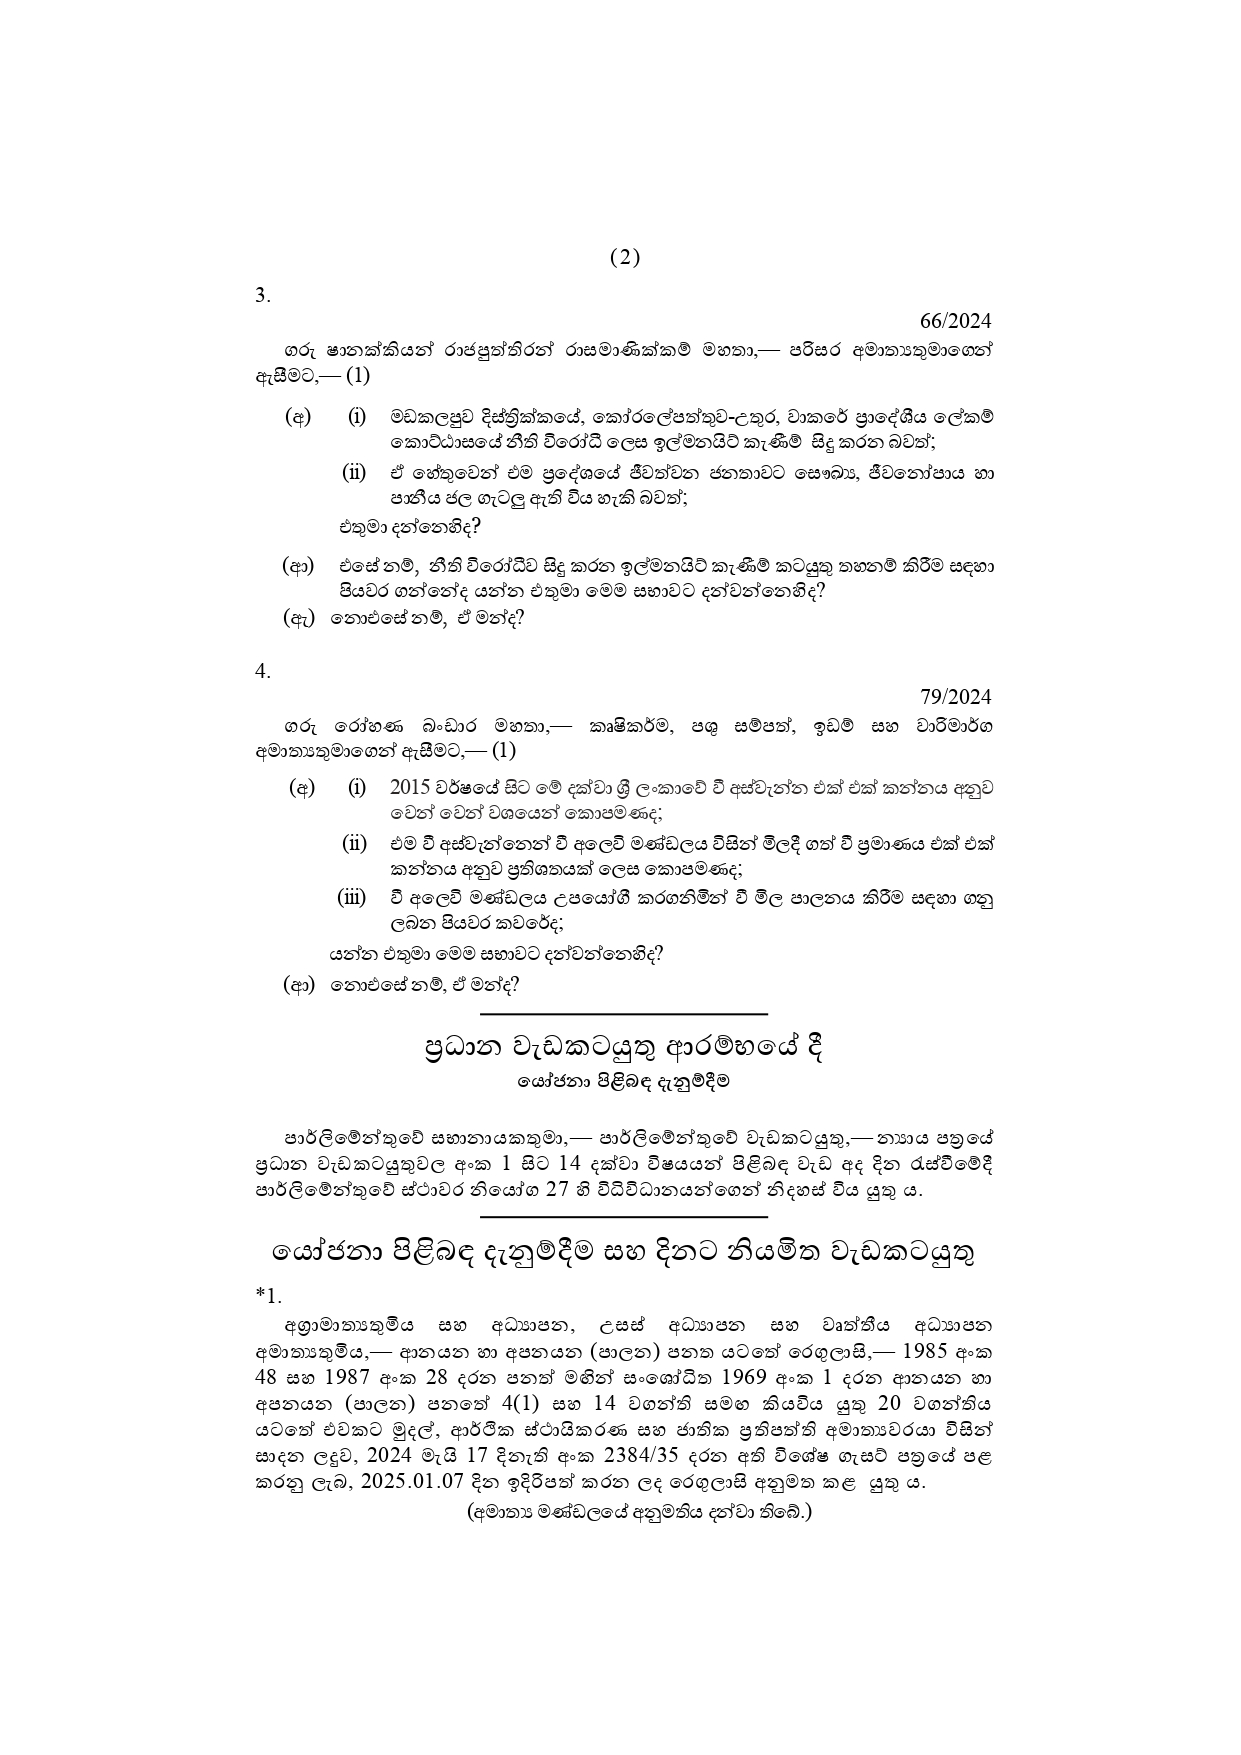 (2)
3.
66/2024
ගරු ෂානක්කියන් රාජපුත්තිරන් රාසමාණික්කම් මහතා,— පරිසර අමාත්‍යතුමාගෙන්
ඇසීමට,— (1)
(අ) (i) මඩකලපුව දිස්ත්‍රික්කයේ, කෝරලේපත්තුව-උතුර, වාකරේ ප්‍රාදේශීය ලේකම්
කොට්ඨාසයේ නීති විරෝධී ලෙස ඉල්මනයිට් කැණීම් සිදු කරන බවත්;
(ii) ඒ හේතුවෙන් එම ප්‍රදේශයේ ජීවත්වන ජනතාවට සෞඛ්‍ය, ජීවනෝපාය හා
පානීය ජල ගැටලු ඇති විය හැකි බවත්;
එතුමා දන්නෙහිද?
(ආ) එසේ නම්, නීති විරෝධීව සිදු කරන ඉල්මනයිට් කැණීම් කටයුතු තහනම් කිරීම සඳහා
පියවර ගන්නේද යන්න එතුමා මෙම සභාවට දන්වන්නෙහිද?
(ඇ) නොඑසේ නම්, ඒ මන්ද?
4.
79/2024
ගරු රෝහණ බංඩාර මහතා,— කෘෂිකර්ම, පශු සම්පත්, ඉඩම් සහ වාරිමාර්ග
අමාත්‍යතුමාගෙන් ඇසීමට,— (1)
(අ) (i) 2015 වර්ෂයේ සිට මේ දක්වා ශ්‍රී ලංකාවේ වී අස්වැන්න එක් එක් කන්නය අනුව
වෙන් වෙන් වශයෙන් කොපමණද;
(ii) එම වී අස්වැන්නෙන් වී අලෙවි මණ්ඩලය විසින් මිලදී ගත් වී ප්‍රමාණය එක් එක්
කන්නය අනුව ප්‍රතිශතයක් ලෙස කොපමණද;
(iii) වී අලෙවි මණ්ඩලය උපයෝගී කරගනිමින් වී මිල පාලනය කිරීම සඳහා ගනු
ලබන පියවර කවරේද;
යන්න එතුමා මෙම සභාවට දන්වන්නෙහිද?
(ආ) නොඑසේ නම්, ඒ මන්ද?
ප්‍රධාන වැඩකටයුතු ආරම්භයේ දී
යෝජනා පිළිබඳ දැනුම්දීම
පාර්ලිමේන්තුවේ සභානායකතුමා,— පාර්ලිමේන්තුවේ වැඩකටයුතු,— න්‍යාය පත්‍රයේ
ප්‍රධාන වැඩකටයුතුවල අංක 1 සිට 14 දක්වා විෂයයන් පිළිබඳ වැඩ අද දින රැස්වීමේදී
පාර්ලිමේන්තුවේ ස්ථාවර නියෝග 27 හි විධිවිධානයන්ගෙන් නිදහස් විය යුතු ය.
යෝජනා පිළිබඳ දැනුම්දීම සහ දිනට නියමිත වැඩකටයුතු
*1.
අග්‍රාමාත්‍යතුමිය සහ අධ්‍යාපන, උසස් අධ්‍යාපන සහ වෘත්තීය අධ්‍යාපන
අමාත්‍යතුමිය,— ආනයන හා අපනයන (පාලන) පනත යටතේ රෙගුලාසි,— 1985 අංක
48 සහ 1987 අංක 28 දරන පනත් මඟින් සංශෝධිත 1969 අංක 1 දරන ආනයන හා
අපනයන (පාලන) පනතේ 4(1) සහ 14 වගන්ති සමඟ කියවිය යුතු 20 වගන්තිය
යටතේ එවකට මුදල්, ආර්ථික ස්ථායිකරණ සහ ජාතික ප්‍රතිපත්ති අමාත්‍යවරයා විසින්
සාදන ලදුව, 2024 මැයි 17 දිනැති අංක 2384/35 දරන අති විශේෂ ගැසට් පත්‍රයේ පළ
කරනු ලැබ, 2025.01.07 දින ඉදිරිපත් කරන ලද රෙගුලාසි අනුමත කළ යුතු ය.
(අමාත්‍ය මණ්ඩලයේ අනුමතිය දන්වා තිබේ.)